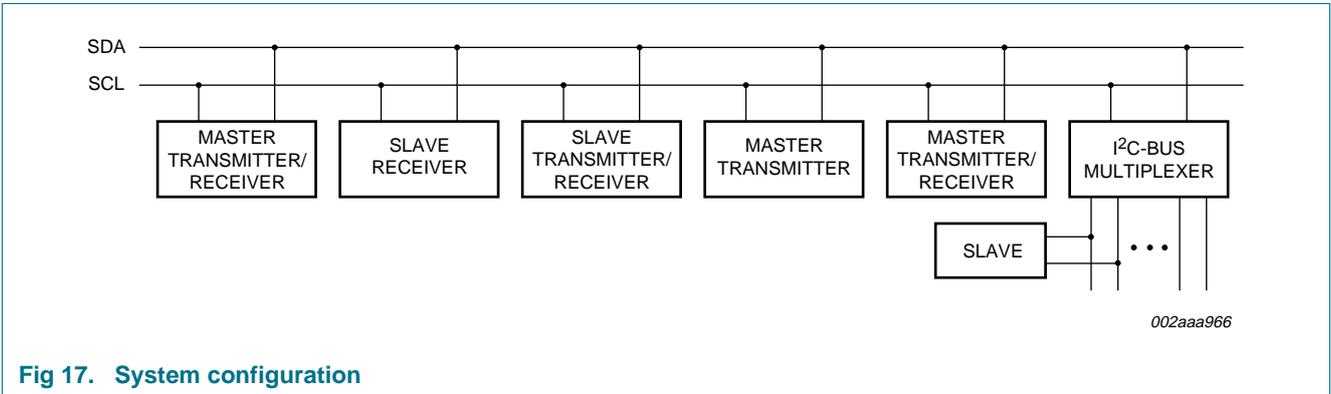 SDA
SCL
MASTER
TRANSMITTER/
RECEIVER
SLAVE
RECEIVER
SLAVE
TRANSMITTER/
RECEIVER
MASTER
TRANSMITTER
MASTER
TRANSMITTER/
RECEIVER
I²C-BUS
MULTIPLEXER
SLAVE
002aaa966
Fig 17. System configuration